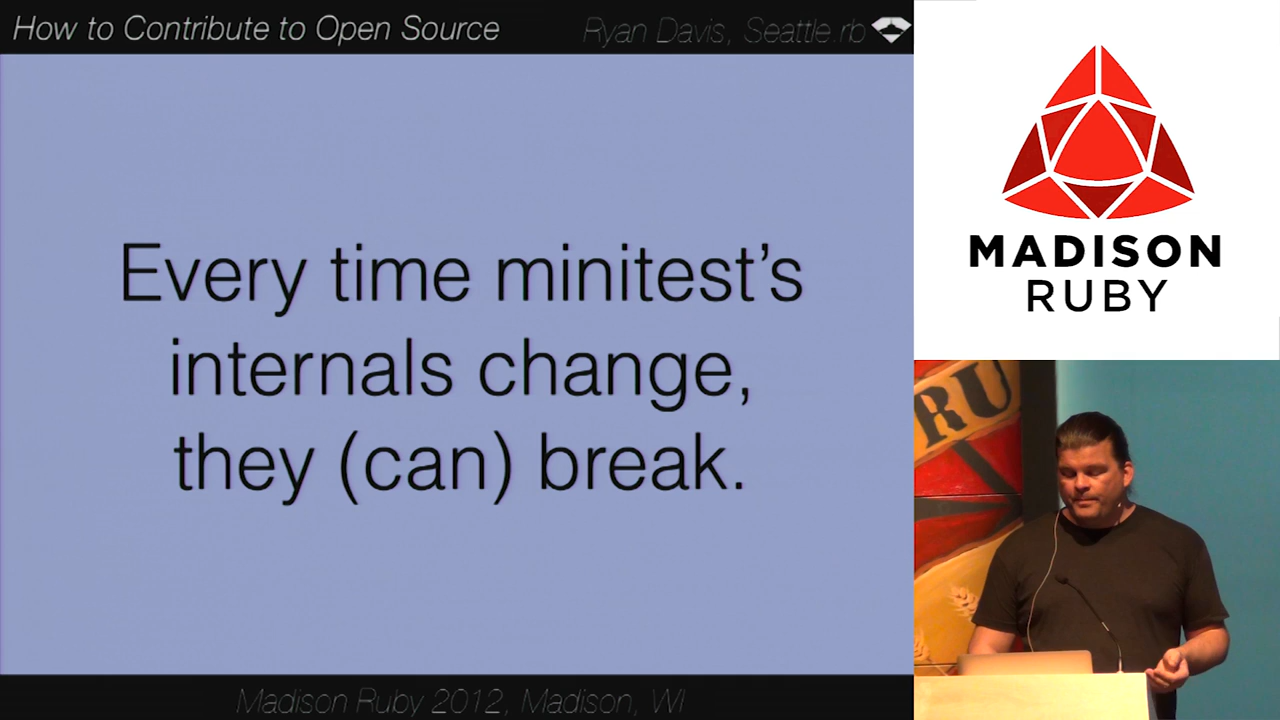 How to Contribute to Open Source
Ryan Davis, Seattle.rb
Every time minitest’s
internals change,
they (can) break.
Madison Ruby 2012, Madison, WI
MADISON
RUBY
RU